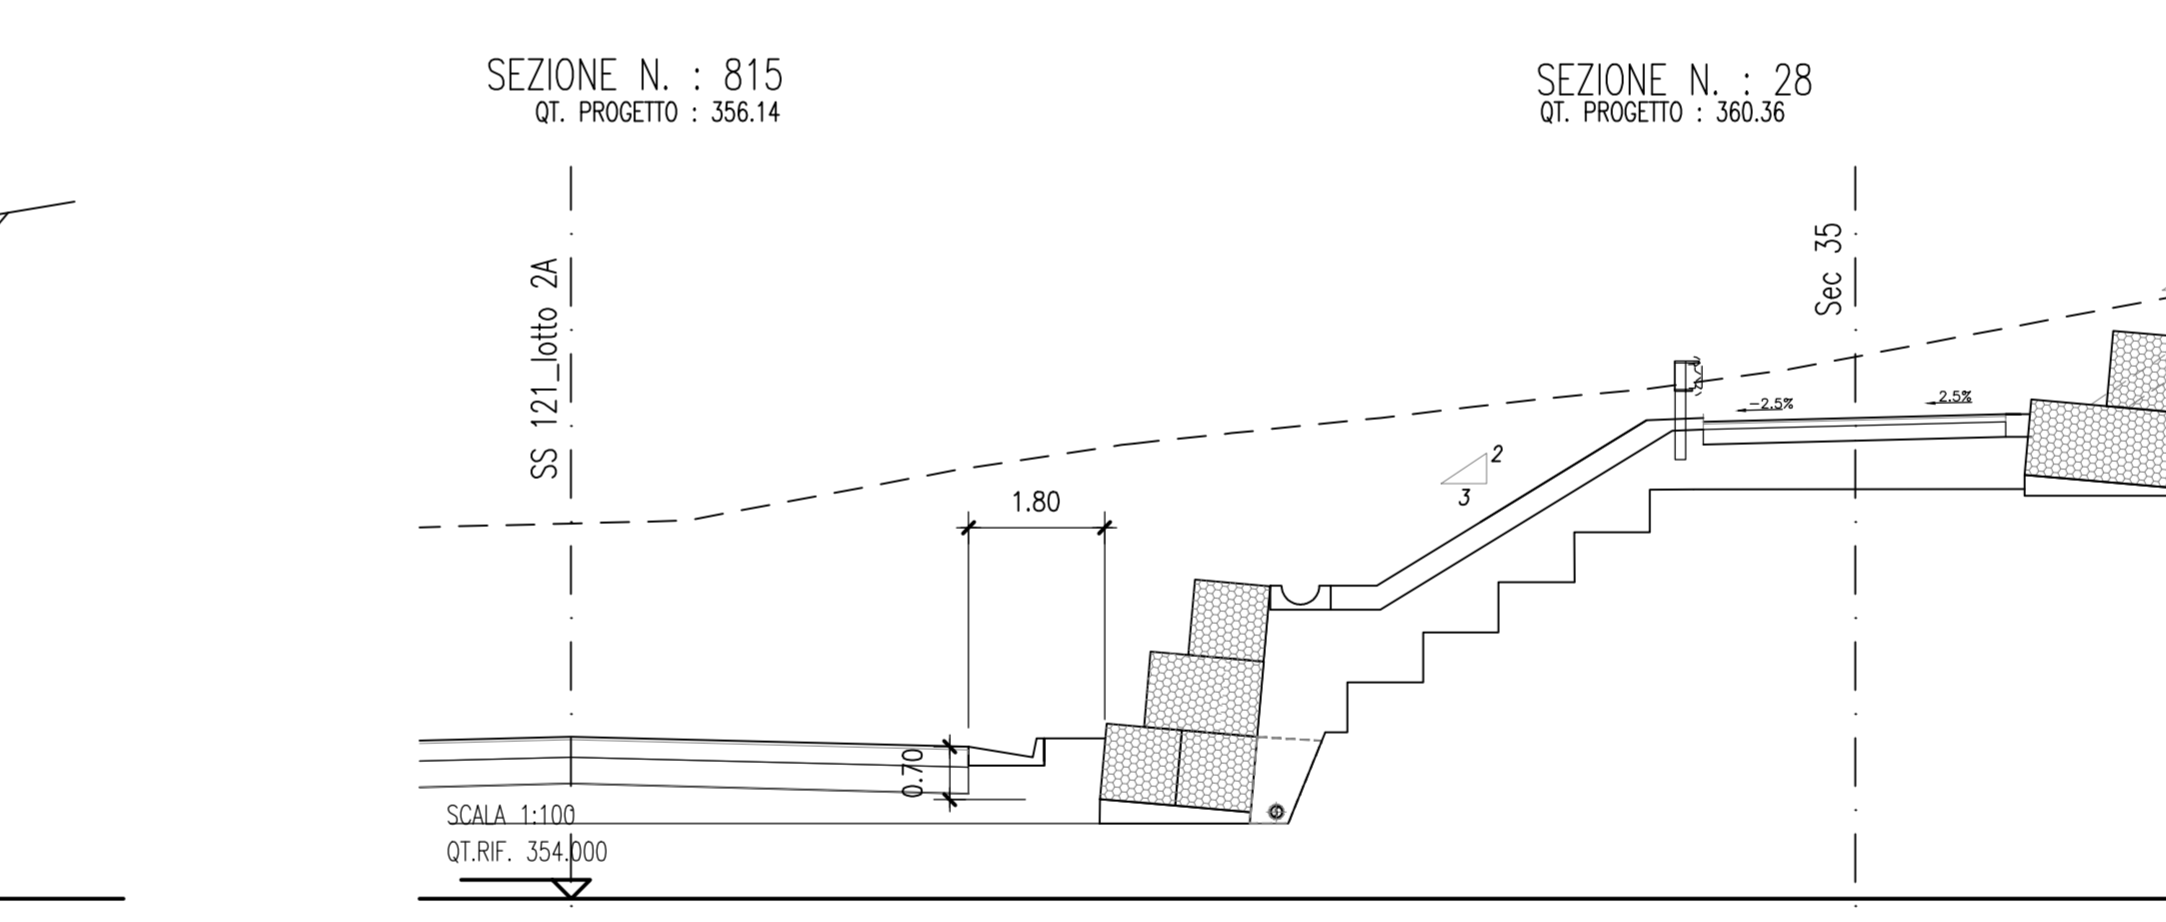 SEZIONE N. : 815
QT. PROGETTO : 356.14
SEZIONE N. : 28
QT. PROGETTO : 360.36
SS 121_lotto 2A
Sec 35
-2.5%
2.5%
2
3
1.80
0.70
SCALA 1:100
QT.RIF. 354.000